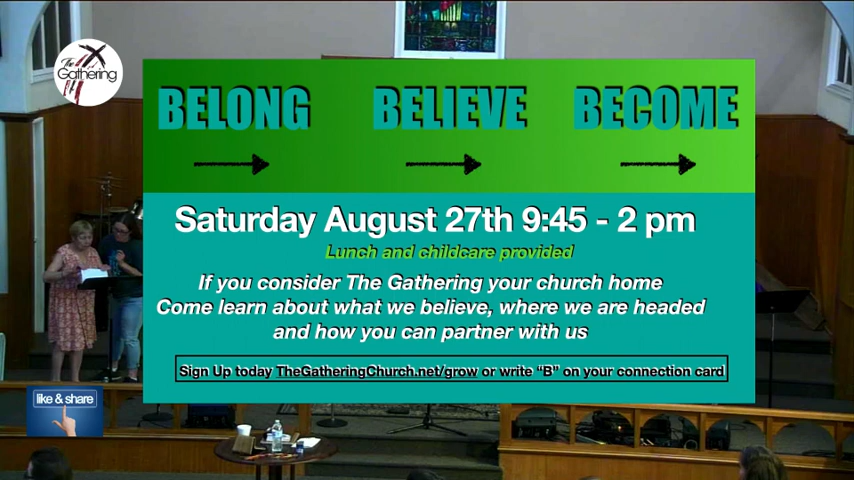 The
Gathering
BELONG BELIEVE BECOME
Saturday August 27th 9:45 - 2 pm
Lunch and childcare provided
If you consider The Gathering your church home
Come learn about what we believe, where we are headed
and how you can partner with us
Sign Up today TheGatheringChurch.net/grow or write “B” on your connection card
like & share